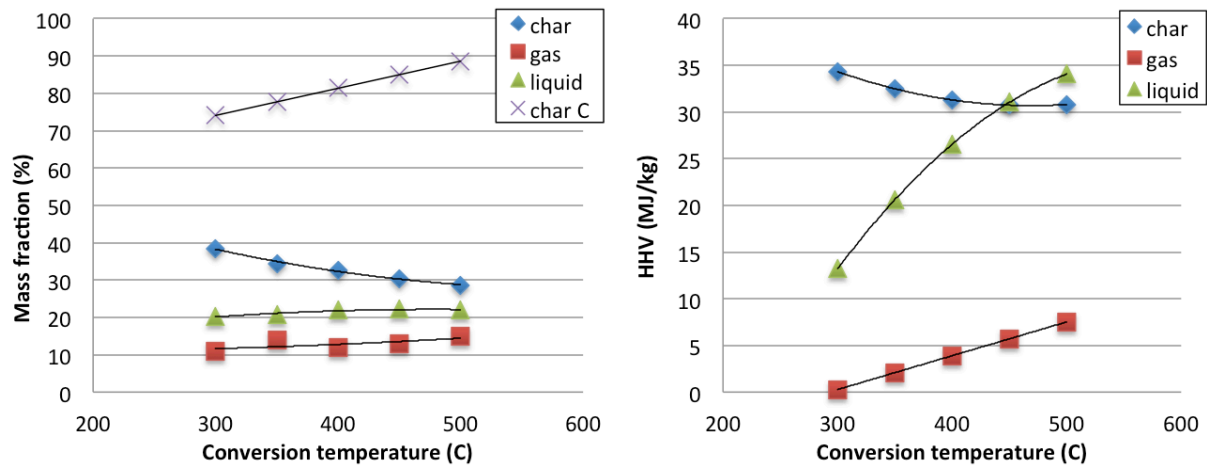 100
90
80
70
60
50
40
30
20
10
0
Mass fraction (%)
200
300
400
500
600
Conversion temperature (C)
char
gas
liquid
char C
40
35
30
25
20
15
10
5
0
HHV (MJ/kg)
200
300
400
500
600
Conversion temperature (C)
char
gas
liquid